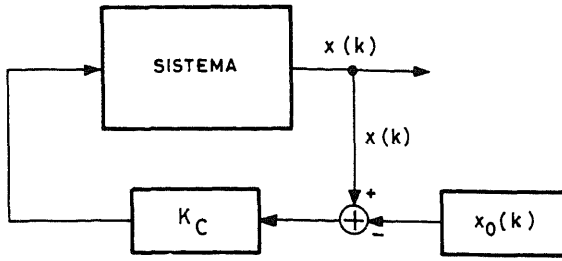 x(k)
SISTEMA
x(k)
+
K_C
−
x_0(k)